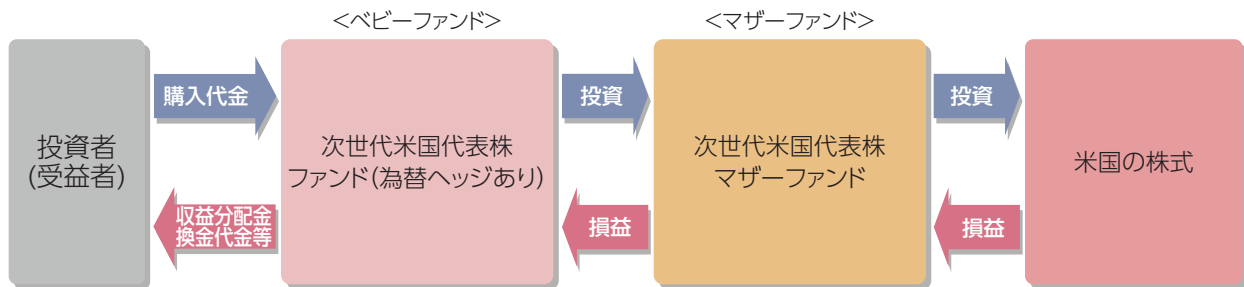 <ベビーファンド>
<マザーファンド>
投資者
(受益者)
購入代金
収益分配金
換金代金等
次世代米国代表株
ファンド(為替ヘッジあり)
投資
損益
次世代米国代表株
マザーファンド
投資
損益
米国の株式